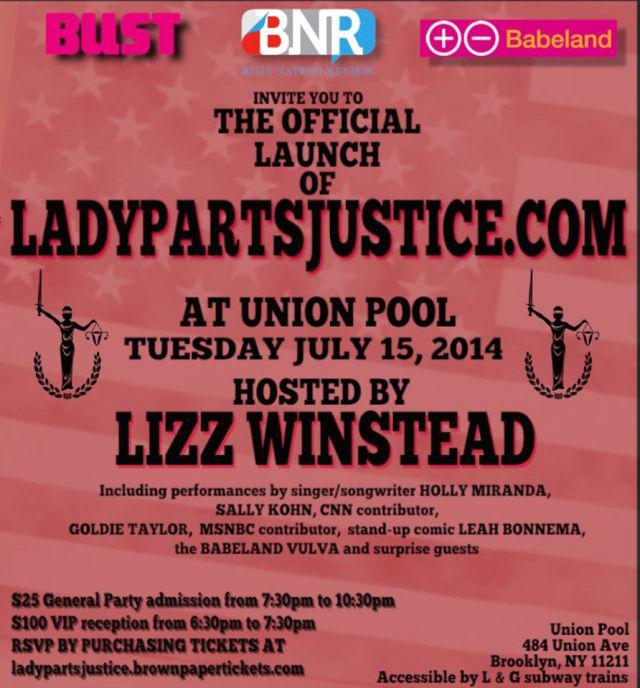 BUST
BNR
BLUE NATION REVIEW
Babeland
INVITE YOU TO
THE OFFICIAL
LAUNCH
OF
LADYPARTSJUSTICE.COM
AT UNION POOL
TUESDAY JULY 15, 2014
HOSTED BY
LIZZ WINSTEAD
Including performances by singer/songwriter HOLLY MIRANDA,
SALLY KOHN, CNN contributor,
GOLDIE TAYLOR, MSNBC contributor, stand-up comic LEAH BONNEMA,
the BABELAND VULVA and surprise guests
$25 General Party admission from 7:30pm to 10:30pm
$100 VIP reception from 6:30pm to 7:30pm
RSVP BY PURCHASING TICKETS AT
ladypartsjustice.brownpapertickets.com
Union Pool
484 Union Ave
Brooklyn, NY 11211
Accessible by L & G subway trains